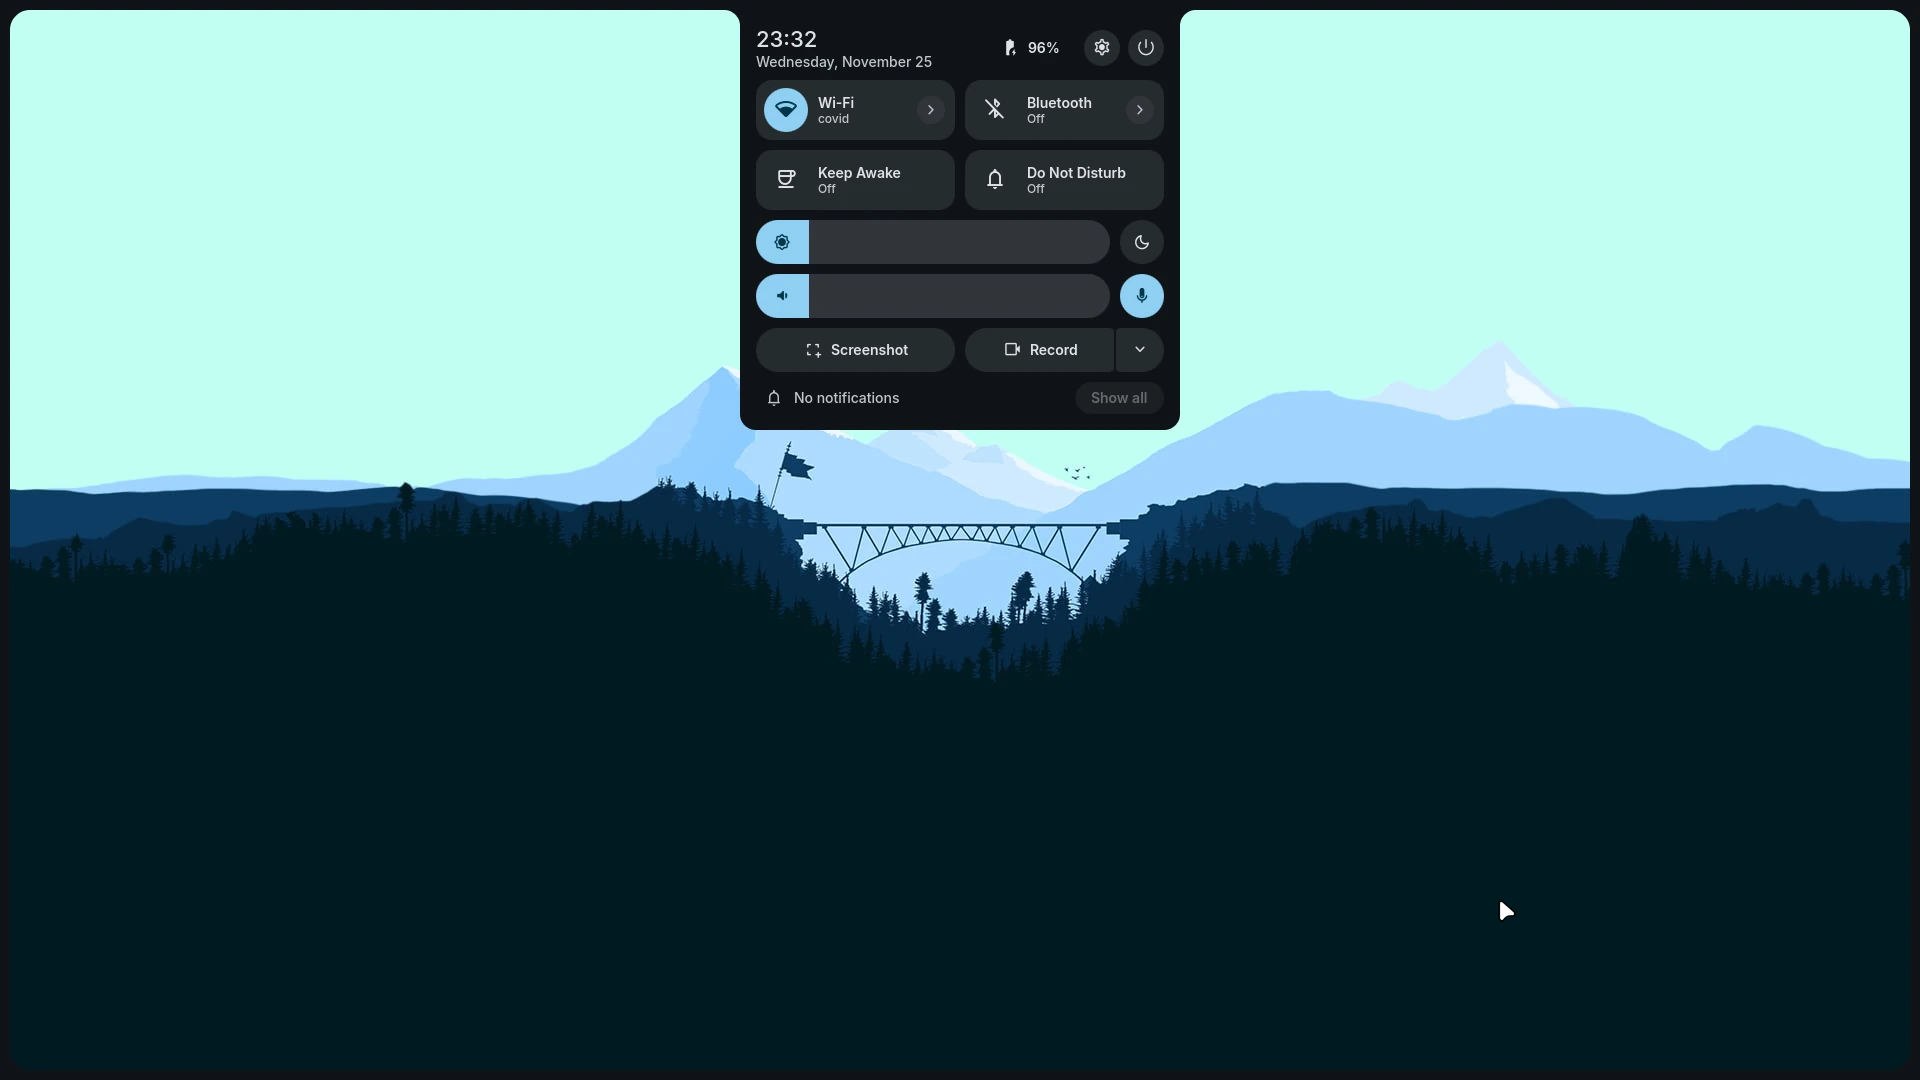 23:32
Wednesday, November 25
96%
Wi-Fi
covid
Bluetooth
Off
Keep Awake
Off
Do Not Disturb
Off
Screenshot
Record
No notifications
Show all